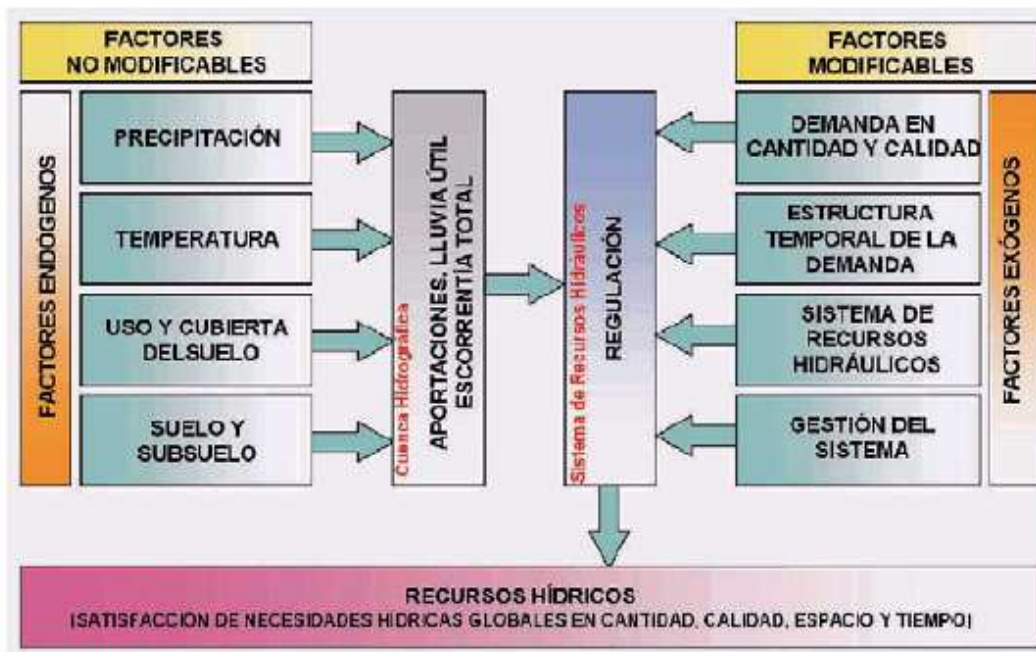 FACTORES
NO MODIFICABLES
FACTORES ENDÓGENOS
PRECIPITACIÓN
TEMPERATURA
USO Y CUBIERTA
DELSUELO
SUELO Y
SUBSUELO
Cuenca Hidrográfica
APORTACIONES, LLUVIA ÚTIL
ESCORRENTÍA TOTAL
Sistema de Recursos Hidráulicos
REGULACIÓN
FACTORES
MODIFICABLES
DEMANDA EN
CANTIDAD Y CALIDAD
ESTRUCTURA
TEMPORAL DE LA
DEMANDA
SISTEMA DE
RECURSOS
HIDRÁULICOS
GESTIÓN DEL
SISTEMA
FACTORES EXÓGENOS
RECURSOS HÍDRICOS
(SATISFACCIÓN DE NECESIDADES HÍDRICAS GLOBALES EN CANTIDAD, CALIDAD, ESPACIO Y TIEMPO)